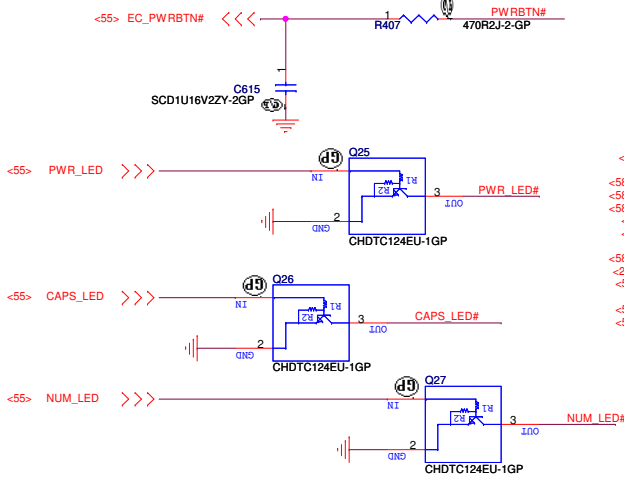 <55> EC_PWRBTN#
PWRBTN#
R407
470R2J-2-GP
1
C615
SCD1U16V2ZY-2GP
<55> PWR_LED
GP
Q25
IN
R1
R2
3
OUT
PWR_LED#
2
GND
CHDTC124EU-1GP
<55> CAPS_LED
GP
Q26
IN
R1
R2
3
OUT
CAPS_LED#
2
GND
CHDTC124EU-1GP
<55> NUM_LED
GP
Q27
IN
R1
R2
3
OUT
NUM_LED#
2
GND
CHDTC124EU-1GP